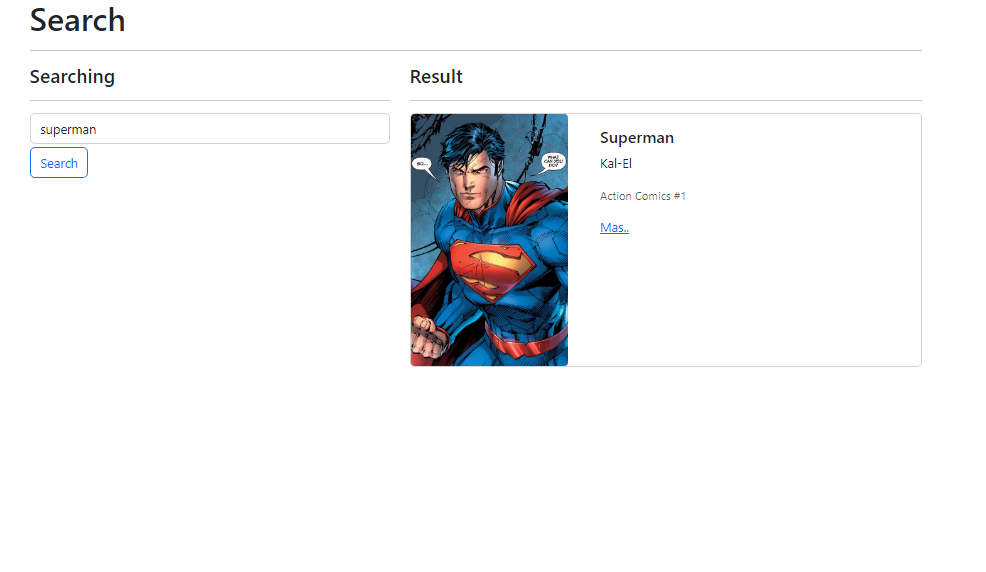 Search
Searching
superman
Search
Result
SO...
WHAT
CAN YOU
DO?
Superman
Kal-El
Action Comics #1
Mas..